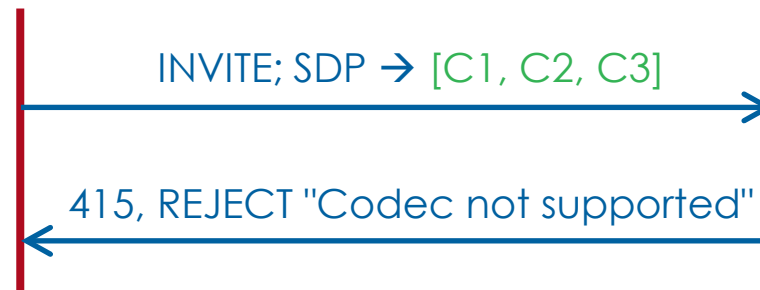 INVITE; SDP → [C1, C2, C3]
415, REJECT "Codec not supported"